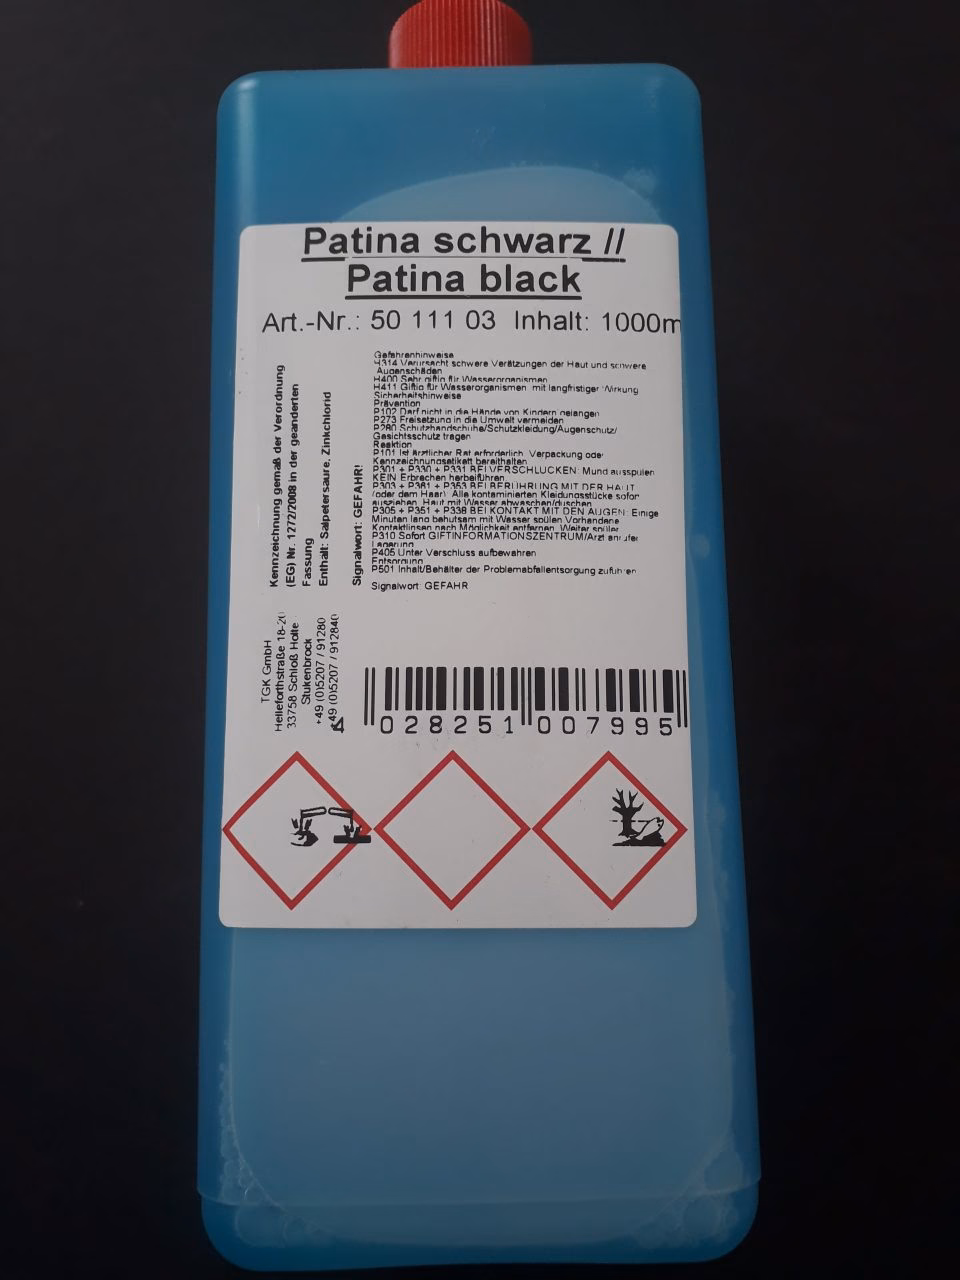 Patina schwarz //
Patina black
Art.-Nr.: 50 111 03 Inhalt: 1000m
Gefahrenhinweise
H314 Verursacht schwere Verätzungen der Haut und schwere
Augenschäden
H400 Sehr giftig für Wasserorganismen
H411 Giftig für Wasserorganismen mit langfristiger Wirkung
Sicherheitshinweise
Prävention
P102 Darf nicht in die Hände von Kindern gelangen
P273 Freisetzung in die Umwelt vermeiden
P280 Schutzhandschuhe/Schutzkleidung/Augenschutz/
Gesichtsschutz tragen
Reaktion
P101 Ist ärztlicher Rat erforderlich, Verpackung oder
Kennzeichnungsetikett bereithalten
P301 + P330 + P331 BEI VERSCHLUCKEN: Mund ausspülen
KEIN Erbrechen herbeiführen
P303 + P361 + P353 BEI BERÜHRUNG MIT DER HAUT
(oder dem Haar): Alle kontaminierten Kleidungsstücke sofor
ausziehen. Haut mit Wasser abwaschen/duschen
P305 + P351 + P338 BEI KONTAKT MIT DEN AUGEN: Einige
Minuten lang behutsam mit Wasser spülen Vorhandene
Kontaktlinsen nach Möglichkeit entfernen. Weiter spülen
P310 Sofort GIFTINFORMATIONSZENTRUM/Arzt anrufen
Lagerung
P405 Unter Verschluss aufbewahren
Entsorgung
P501 Inhalt/Behälter der Problemabfallentsorgung zuführen
Signalwort: GEFAHR
Kennzeichnung gemäß der Verordnung
(EG) Nr. 1272/2008 in der geänderten
Fassung
Enthält: Salpetersäure, Zinkchlorid
Signalwort: GEFAHR!
TGK GmbH
Helleforthstraße 18-20
33758 Schloß Holte
Stukenbrock
+49 (0)5207 / 91280
+49 (0)5207 / 912840
028251 007995